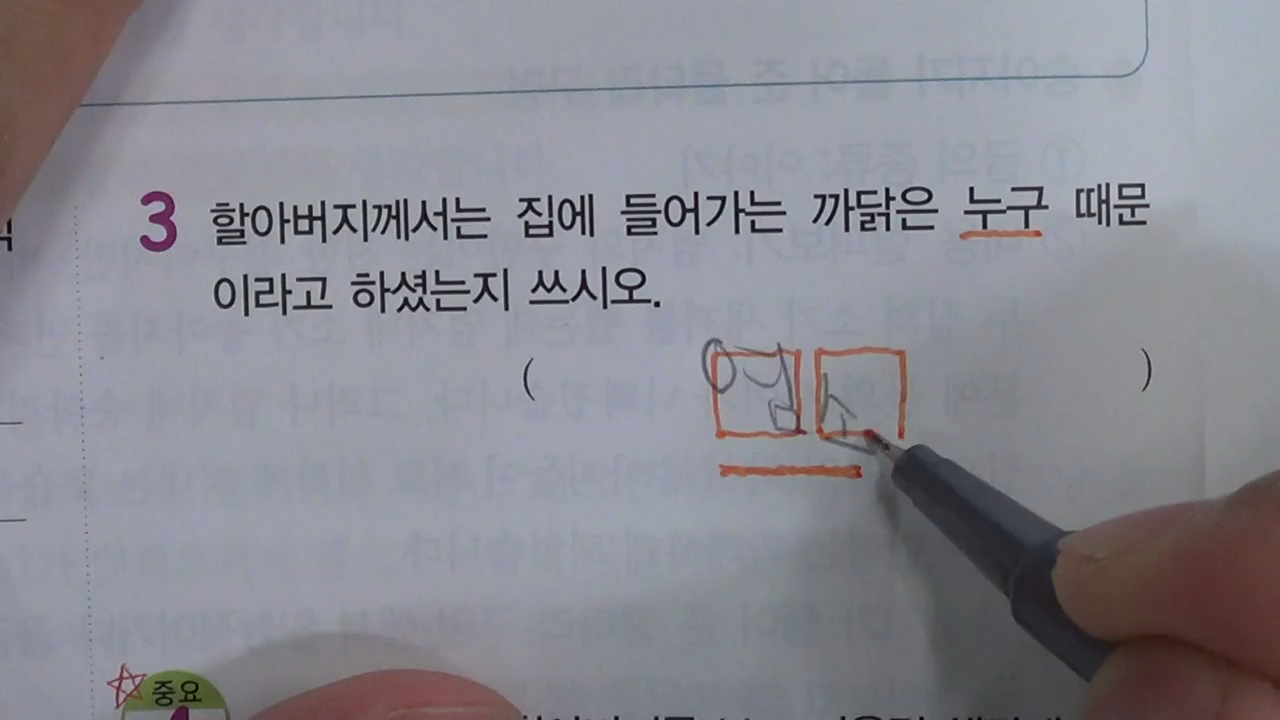 3 할아버지께서는 집에 들어가는 까닭은 누구 때문
이라고 하셨는지 쓰시오.
( 염소 )
중요